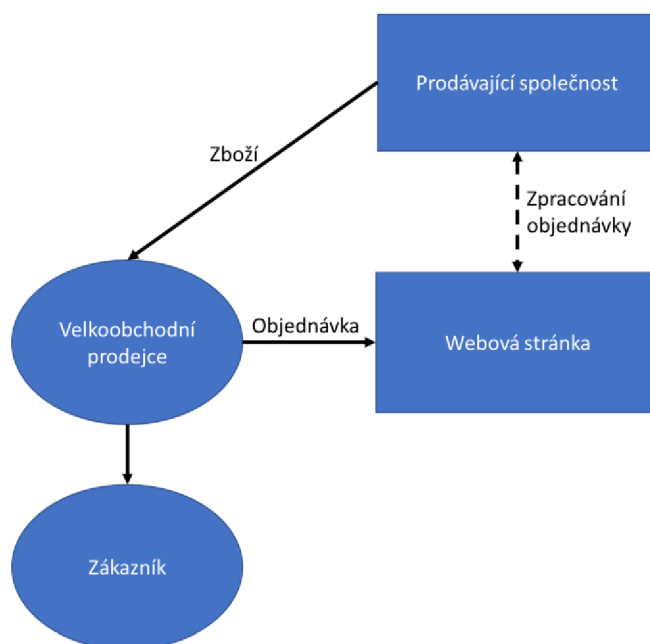 Prodávající společnost
Zboží
Zpracování
objednávky
Velkoobchodní
prodejce
Objednávka
Webová stránka
Zákazník